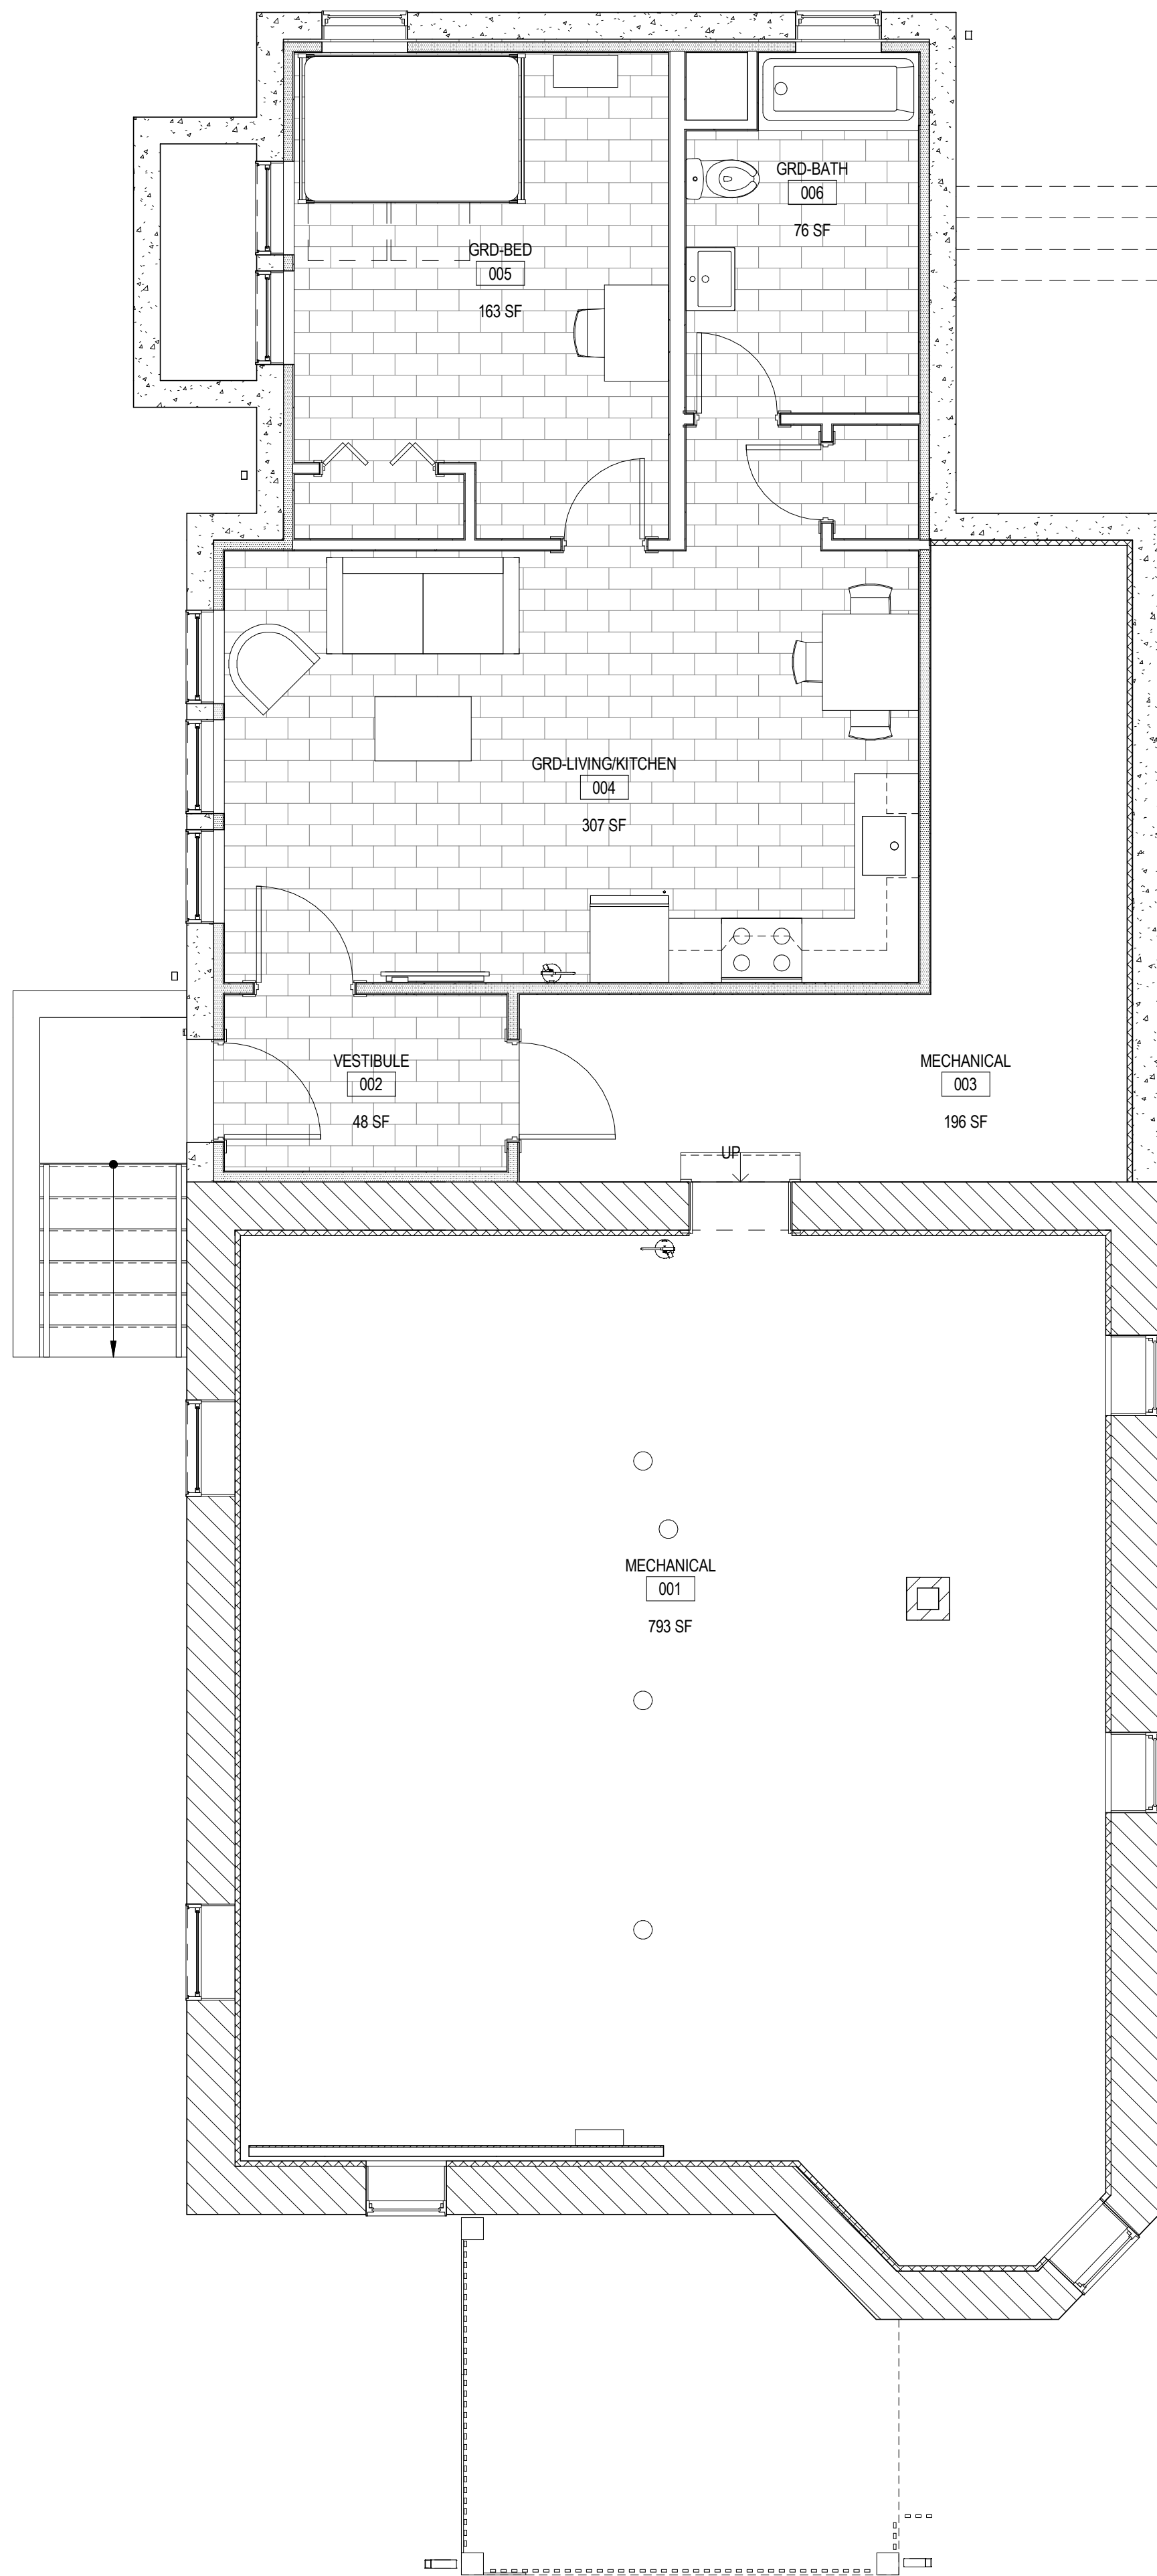 GRD-BATH
006
76 SF
GRD-BED
005
163 SF
GRD-LIVING/KITCHEN
004
307 SF
VESTIBULE
002
48 SF
MECHANICAL
003
196 SF
UP
MECHANICAL
001
793 SF